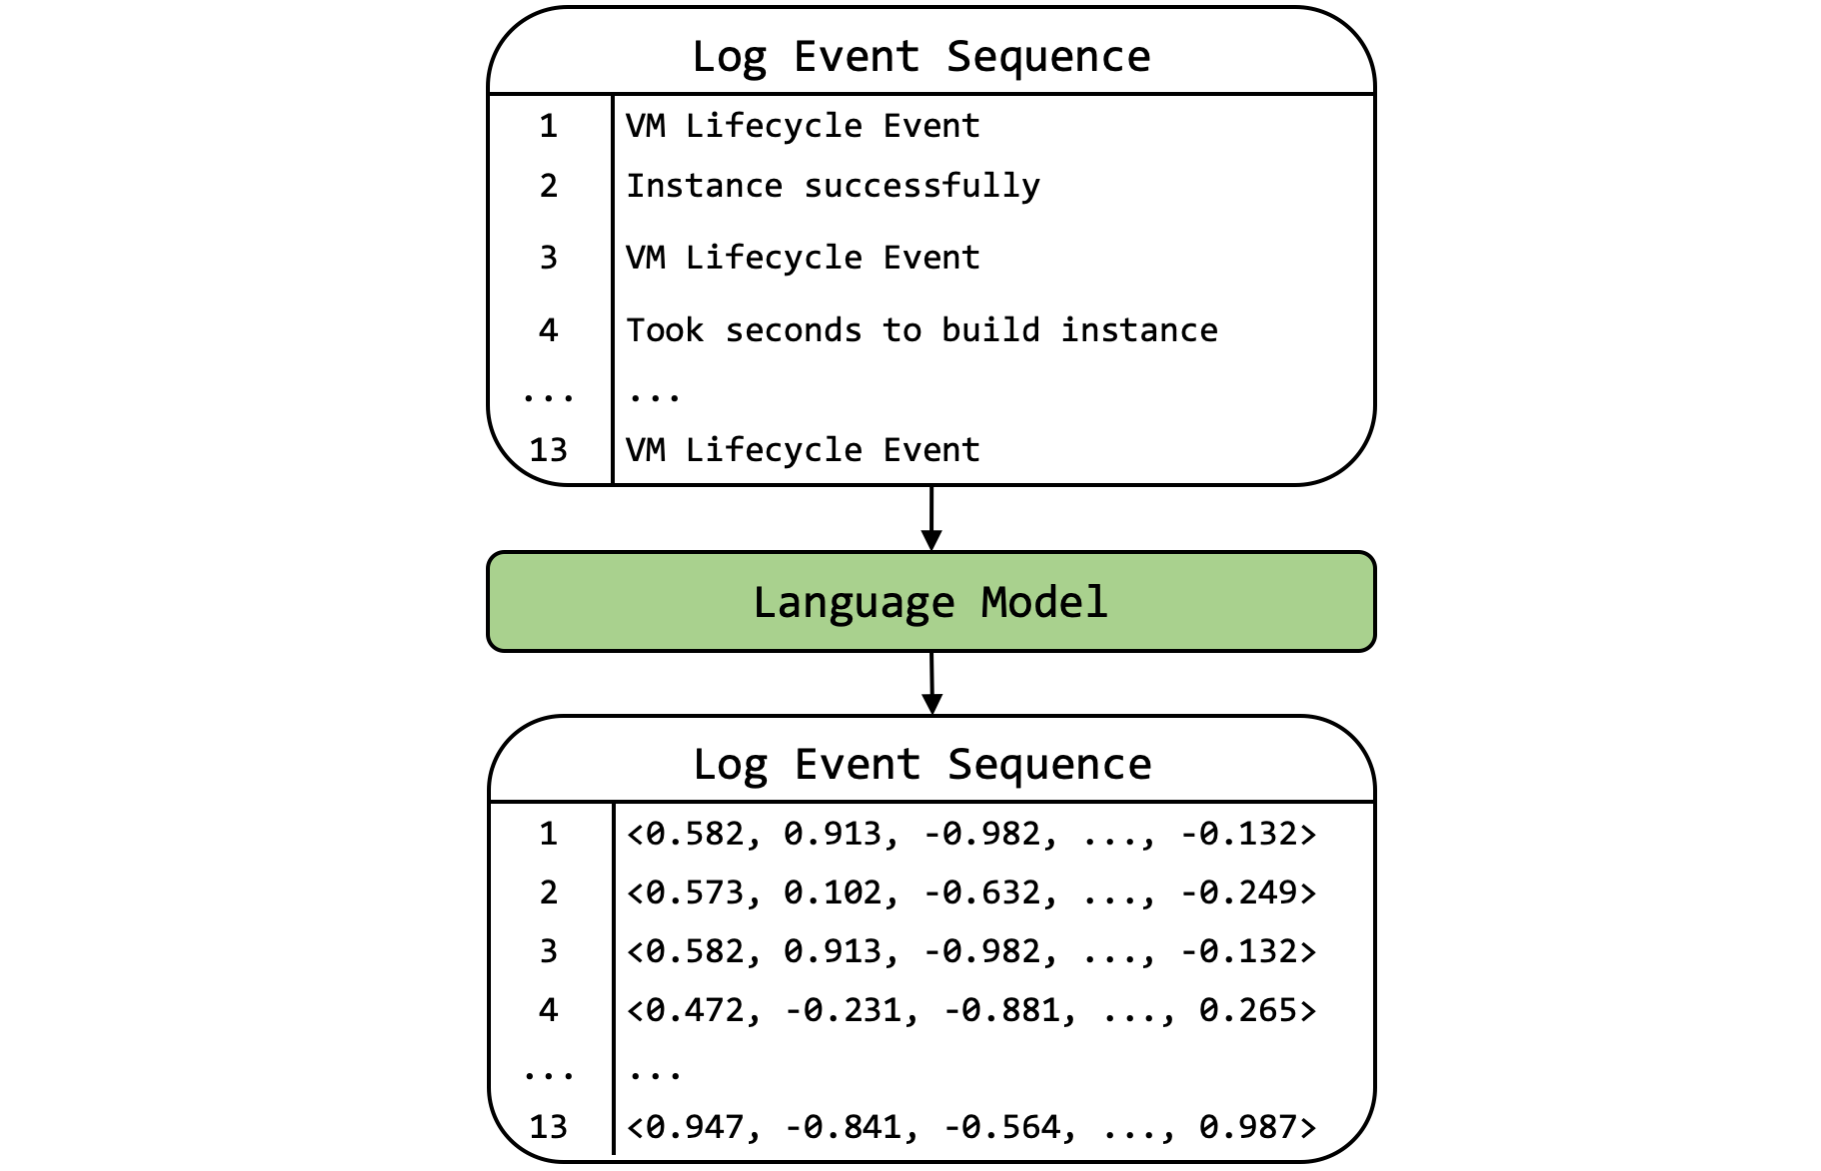 Log Event Sequence
1 VM Lifecycle Event
2 Instance successfully
3 VM Lifecycle Event
4 Took seconds to build instance
... ...
13 VM Lifecycle Event
Language Model
Log Event Sequence
1 <0.582, 0.913, -0.982, ..., -0.132>
2 <0.573, 0.102, -0.632, ..., -0.249>
3 <0.582, 0.913, -0.982, ..., -0.132>
4 <0.472, -0.231, -0.881, ..., 0.265>
... ...
13 <0.947, -0.841, -0.564, ..., 0.987>